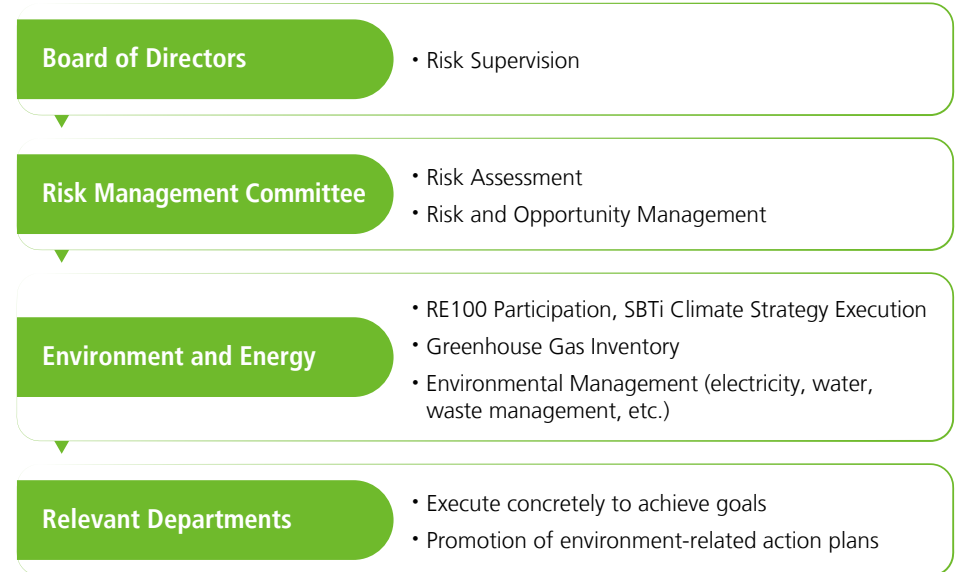 Board of Directors
• Risk Supervision
Risk Management Committee
• Risk Assessment
• Risk and Opportunity Management
Environment and Energy
• RE100 Participation, SBTi Climate Strategy Execution
• Greenhouse Gas Inventory
• Environmental Management (electricity, water,
waste management, etc.)
Relevant Departments
• Execute concretely to achieve goals
• Promotion of environment-related action plans